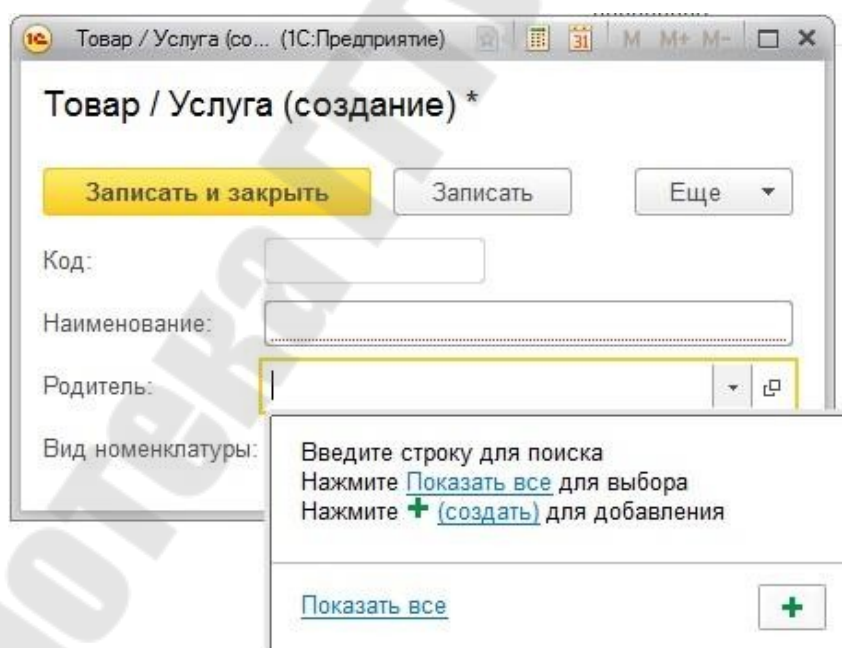 Товар / Услуга (со... (1С:Предприятие) 31 M M+ M-
Товар / Услуга (создание) *
Записать и закрыть Записать Еще
Код:
Наименование:
Родитель:
Вид номенклатуры:
Введите строку для поиска
Нажмите Показать все для выбора
Нажмите + (создать) для добавления
Показать все +